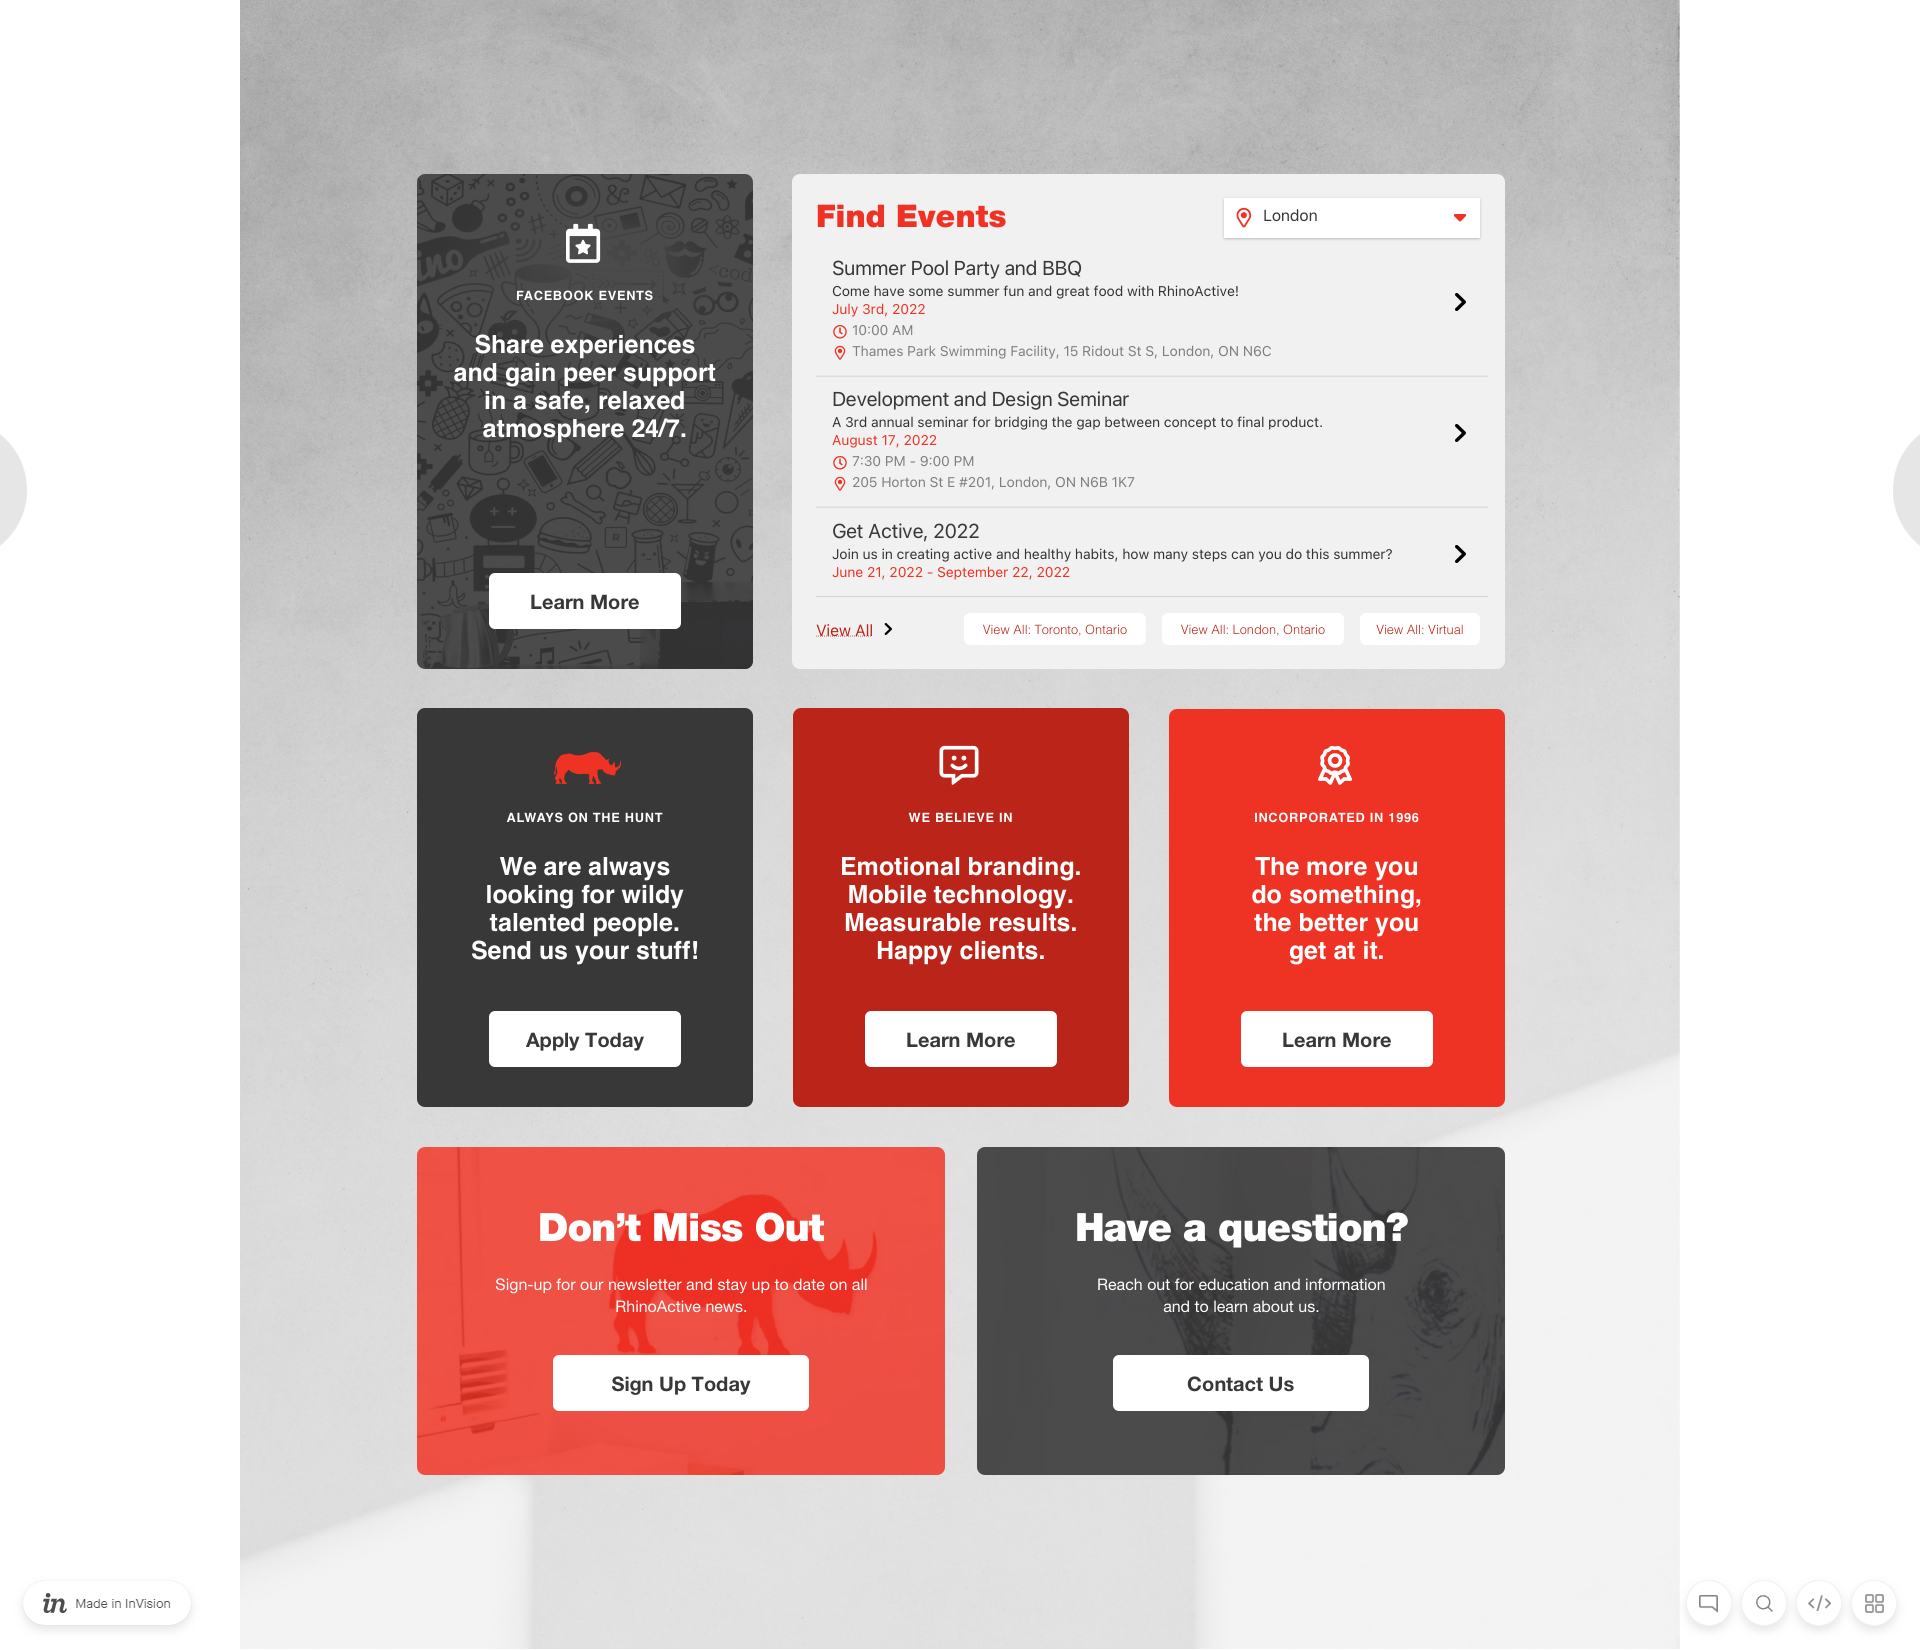 FACEBOOK EVENTS
Share experiences
and gain peer support
in a safe, relaxed
atmosphere 24/7.
Learn More
Find Events
London
Summer Pool Party and BBQ
Come have some summer fun and great food with RhinoActive!
July 3rd, 2022
10:00 AM
Thames Park Swimming Facility, 15 Ridout St S, London, ON N6C
Development and Design Seminar
A 3rd annual seminar for bridging the gap between concept to final product.
August 17, 2022
7:30 PM - 9:00 PM
205 Horton St E #201, London, ON N6B 1K7
Get Active, 2022
Join us in creating active and healthy habits, how many steps can you do this summer?
June 21, 2022 - September 22, 2022
View All
View All: Toronto, Ontario
View All: London, Ontario
View All: Virtual
ALWAYS ON THE HUNT
We are always
looking for wildy
talented people.
Send us your stuff!
Apply Today
WE BELIEVE IN
Emotional branding.
Mobile technology.
Measurable results.
Happy clients.
Learn More
INCORPORATED IN 1996
The more you
do something,
the better you
get at it.
Learn More
Don’t Miss Out
Sign-up for our newsletter and stay up to date on all
RhinoActive news.
Sign Up Today
Have a question?
Reach out for education and information
and to learn about us.
Contact Us
in Made in InVision